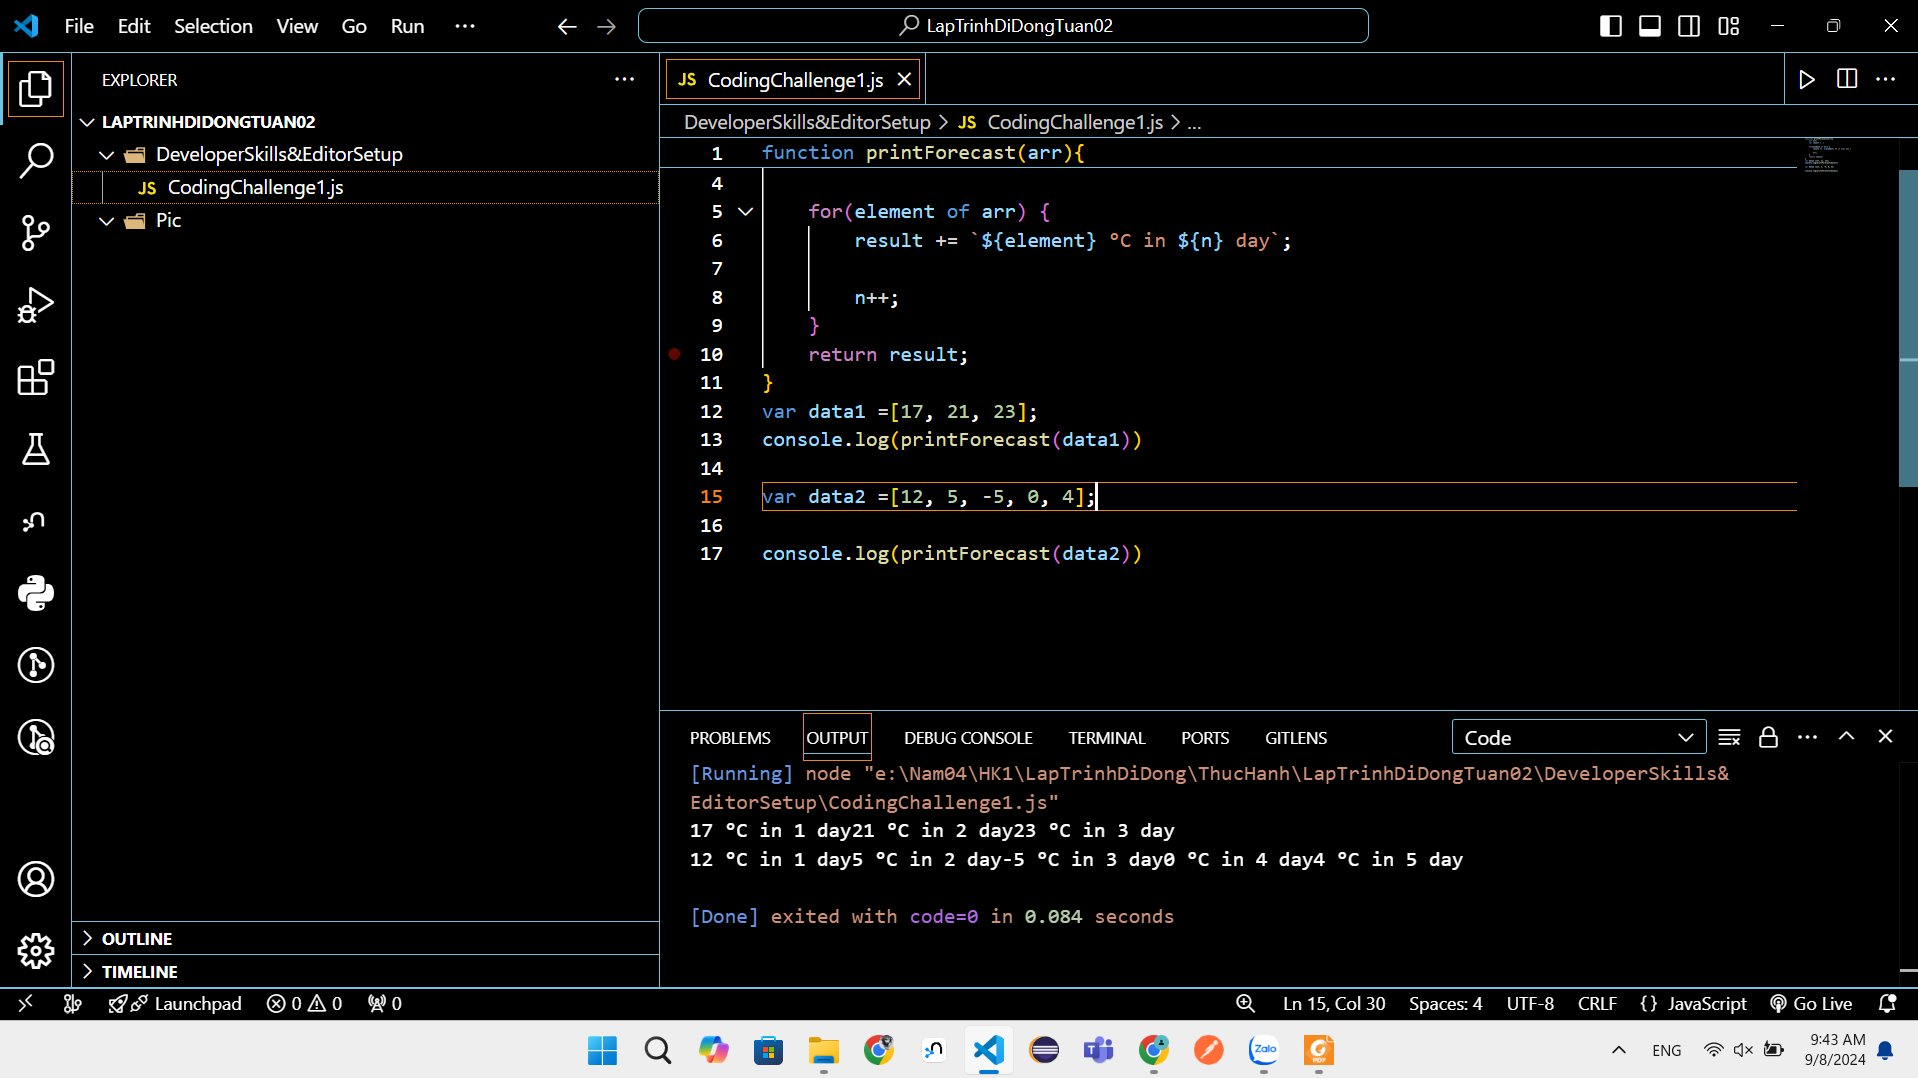 File Edit Selection View Go Run ···
LapTrinhDiDongTuan02
EXPLORER
LAPTRINHDIDONGTUAN02
DeveloperSkills&EditorSetup
JS CodingChallenge1.js
Pic
OUTLINE
TIMELINE
JS CodingChallenge1.js
DeveloperSkills&EditorSetup > JS CodingChallenge1.js > ...
1 function printForecast(arr){
4
5 for(element of arr) {
6 result += `${element} °C in ${n} day`;
7
8 n++;
9 }
10 return result;
11 }
12 var data1 =[17, 21, 23];
13 console.log(printForecast(data1))
14
15 var data2 =[12, 5, -5, 0, 4];
16
17 console.log(printForecast(data2))
PROBLEMS OUTPUT DEBUG CONSOLE TERMINAL PORTS GITLENS
Code
[Running] node "e:\Nam04\HK1\LapTrinhDiDong\ThucHanh\LapTrinhDiDongTuan02\DeveloperSkills&
EditorSetup\CodingChallenge1.js"
17 °C in 1 day21 °C in 2 day23 °C in 3 day
12 °C in 1 day5 °C in 2 day-5 °C in 3 day0 °C in 4 day4 °C in 5 day
[Done] exited with code=0 in 0.084 seconds
Launchpad 0 0 0
Ln 15, Col 30 Spaces: 4 UTF-8 CRLF {} JavaScript Go Live
Zalo
PDF
ENG
9:43 AM
9/8/2024